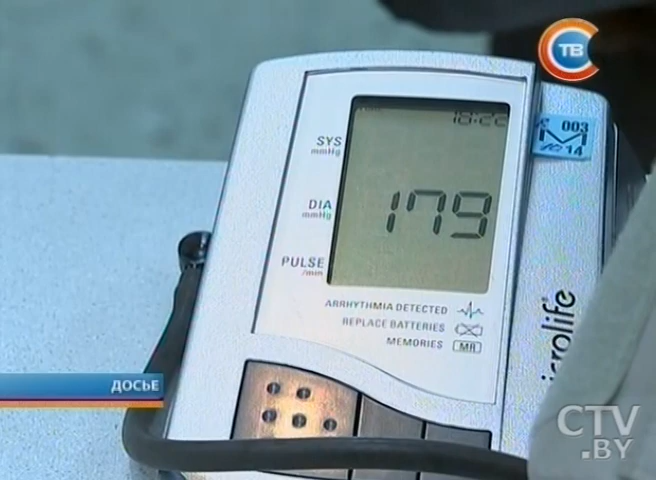 СТВ
18:22
003
14
SYS
mmHg
179
DIA
mmHg
PULSE
/min
ARRHYTHMIA DETECTED
REPLACE BATTERIES
MEMORIES MR
crolife
ДОСЬЕ
CTV
.BY